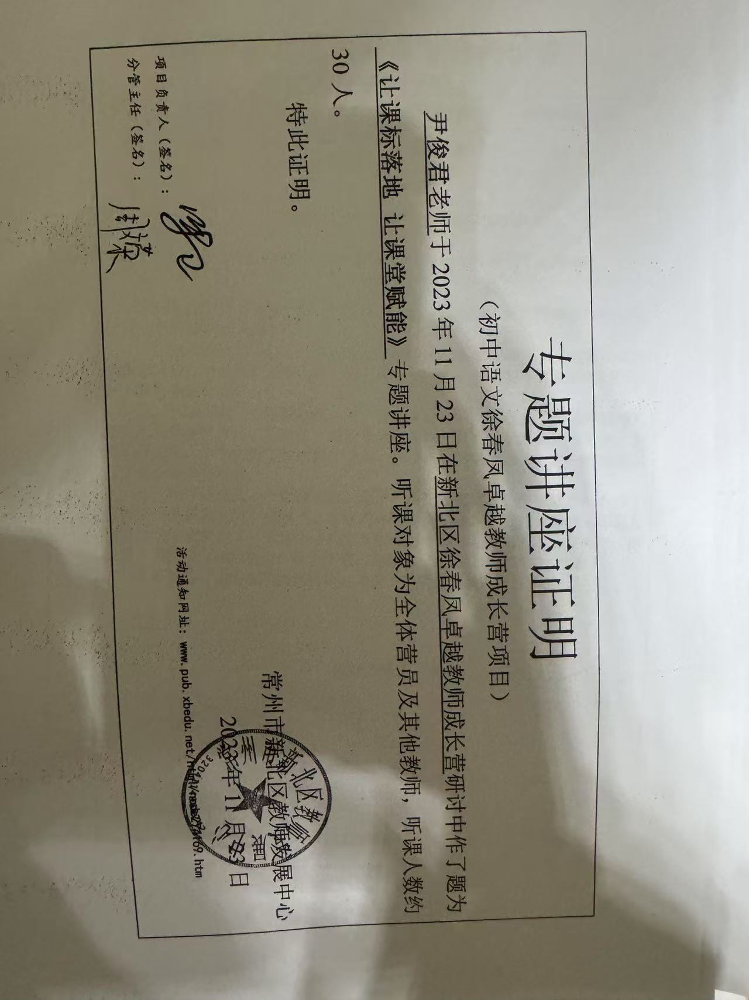 专题讲座证明
（初中语文徐春凤卓越教师成长营项目）
尹俊君老师于2023年11月23日在新北区徐春凤卓越教师成长营研讨中作了题为
《让课标落地 让课堂赋能》专题讲座。听课对象为全体营员及其他教师，听课人数约
30人。
特此证明。
常州市新北区教师发展中心
2023年11月23日
项目负责人（签名）：
分管主任（签名）：
活动通知网址：www.pub.xbedu.net/html/